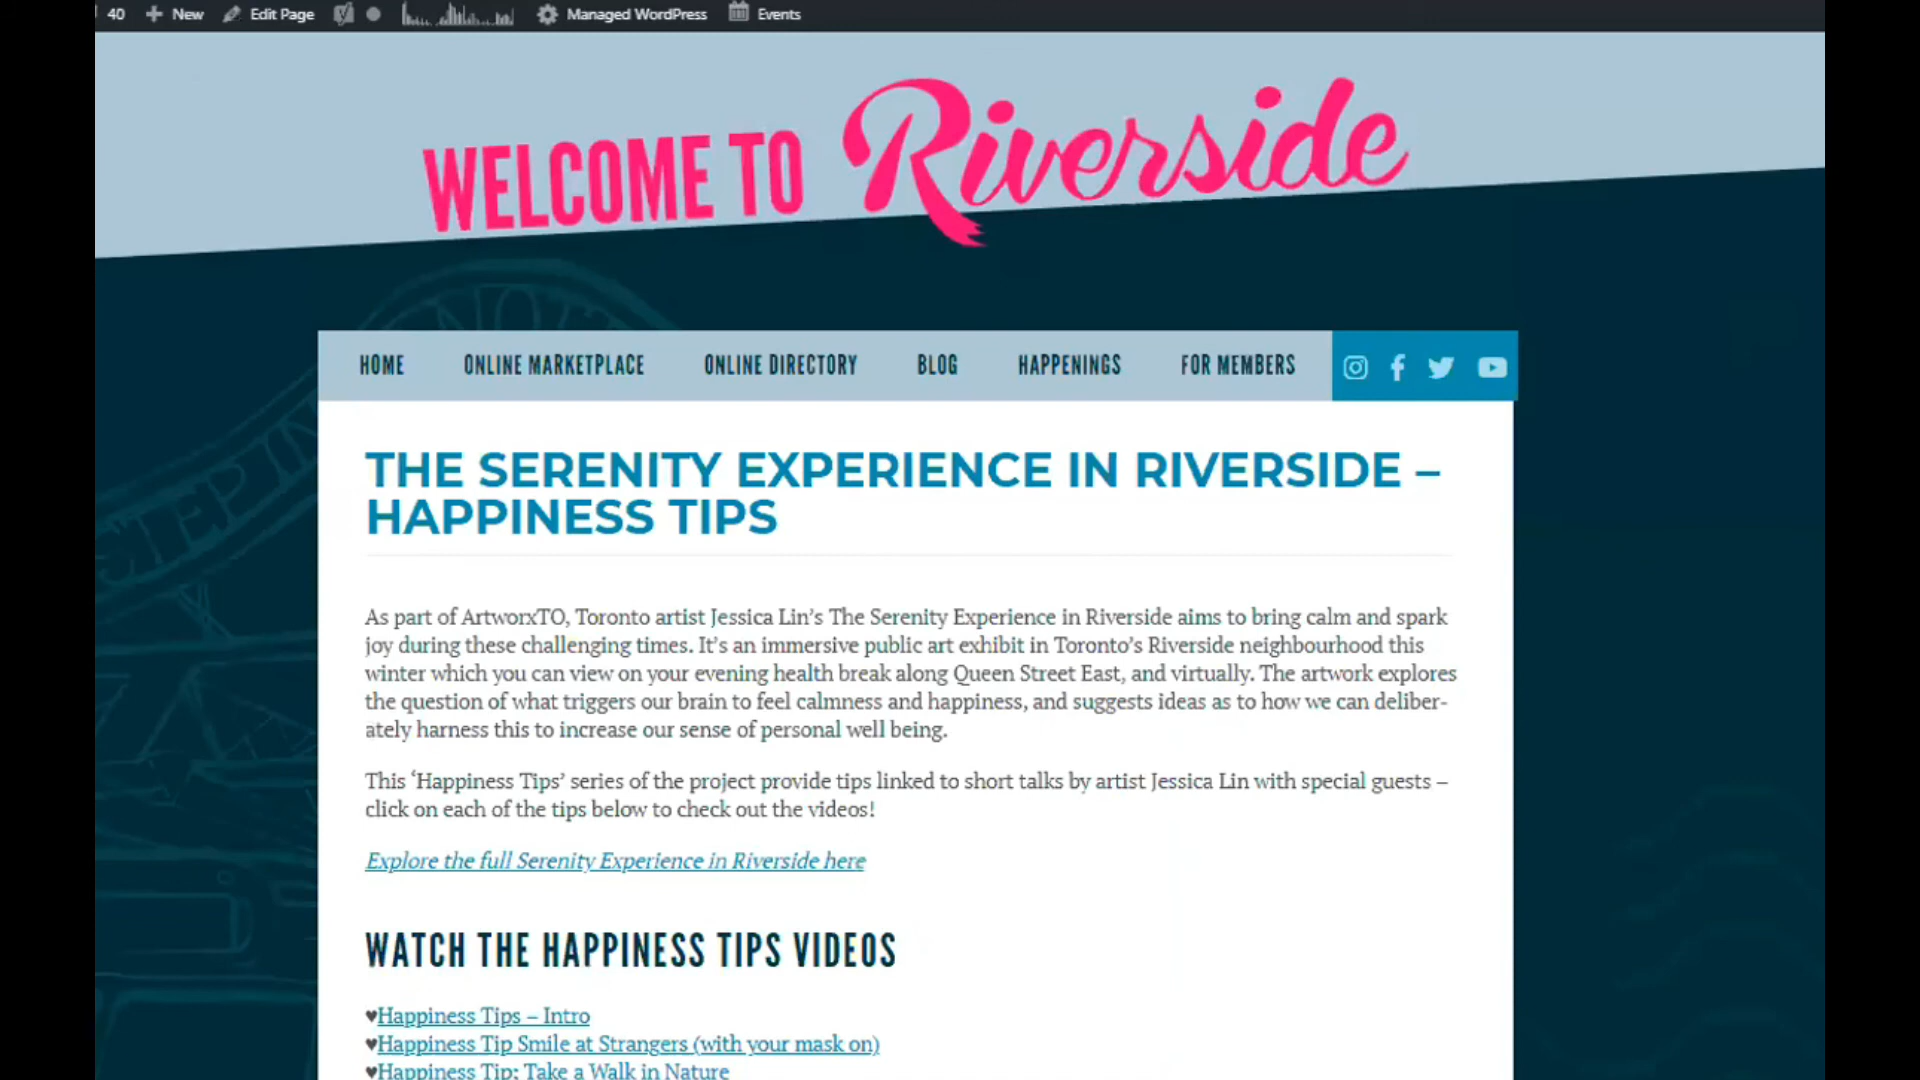 40 New Edit Page Managed WordPress Events
WELCOME TO Riverside
HOME ONLINE MARKETPLACE ONLINE DIRECTORY BLOG HAPPENINGS FOR MEMBERS
THE SERENITY EXPERIENCE IN RIVERSIDE –
HAPPINESS TIPS
As part of ArtworxTO, Toronto artist Jessica Lin’s The Serenity Experience in Riverside aims to bring calm and spark
joy during these challenging times. It’s an immersive public art exhibit in Toronto’s Riverside neighbourhood this
winter which you can view on your evening health break along Queen Street East, and virtually. The artwork explores
the question of what triggers our brain to feel calmness and happiness, and suggests ideas as to how we can deliber-
ately harness this to increase our sense of personal well being.
This ‘Happiness Tips’ series of the project provide tips linked to short talks by artist Jessica Lin with special guests –
click on each of the tips below to check out the videos!
Explore the full Serenity Experience in Riverside here
WATCH THE HAPPINESS TIPS VIDEOS
♥Happiness Tips – Intro
♥Happiness Tip Smile at Strangers (with your mask on)
♥Happiness Tip: Take a Walk in Nature